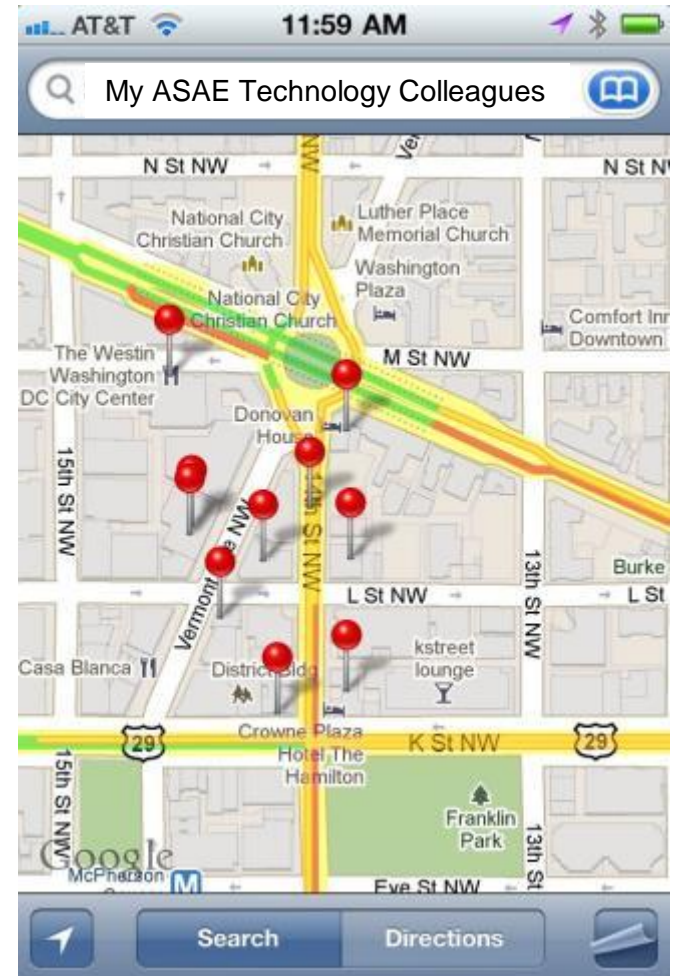 AT&T 11:59 AM
My ASAE Technology Colleagues
N St NW
N St N
NW
Ver
National City
Christian Church
Luther Place
Memorial Church
Washington
Plaza
National City
Christian Church
Comfort Inn
Downtown
The Westin
Washington
DC City Center
M St NW
Donovan
House
15th St NW
14th St NW
13th St NW
Vermont NW
Burke
L St NW
L St
Casa Blanca
District Bldg
kstreet
lounge
Crowne Plaza
Hotel The
Hamilton
29
K St NW
29
15th St NW
Franklin
Park
13th St
Google
McPherson
M
Eye St NW
Search
Directions